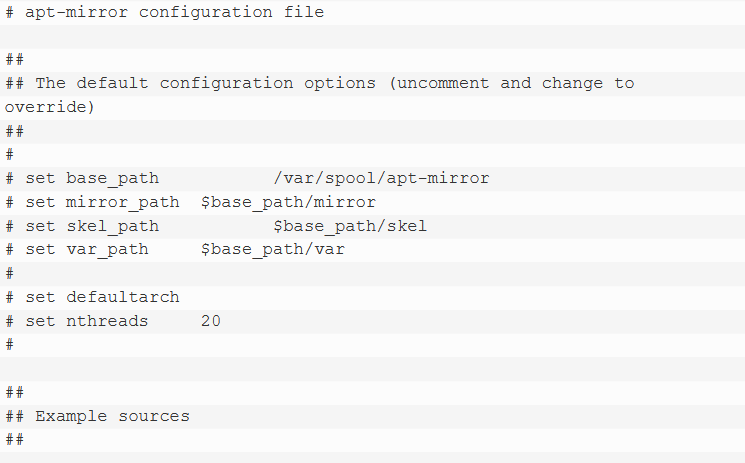 # apt-mirror configuration file
##
## The default configuration options (uncomment and change to
override)
##
#
# set base_path           /var/spool/apt-mirror
# set mirror_path  $base_path/mirror
# set skel_path           $base_path/skel
# set var_path     $base_path/var
#
# set defaultarch
# set nthreads     20
#
##
## Example sources
##